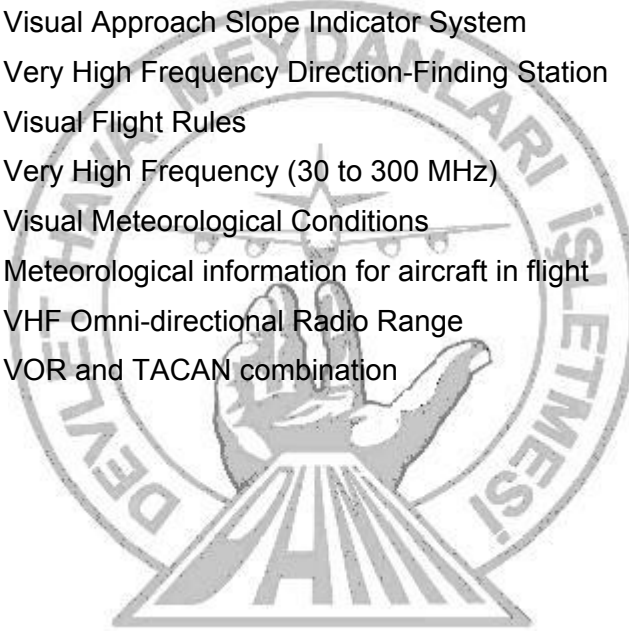 Visual Approach Slope Indicator System
Very High Frequency Direction-Finding Station
Visual Flight Rules
Very High Frequency (30 to 300 MHz)
Visual Meteorological Conditions
Meteorological information for aircraft in flight
VHF Omni-directional Radio Range
VOR and TACAN combination
DEVLET HAVA MEYDANLARI İŞLETMESİ
DHMİ